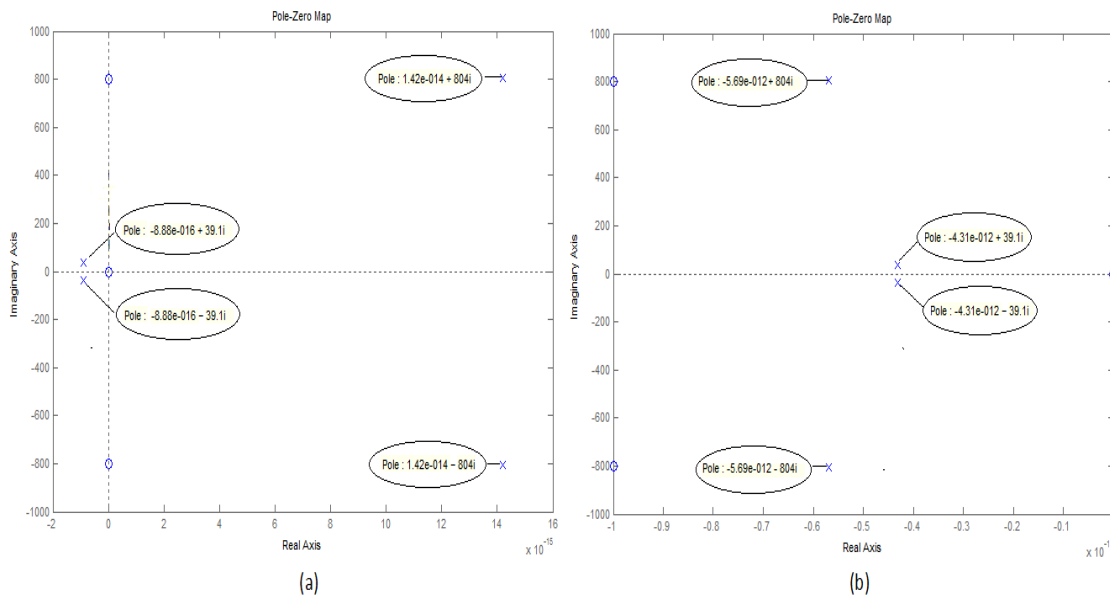 Pole-Zero Map
1000
800
600
400
200
0
-200
-400
-600
-800
-1000
Imaginary Axis
Pole : 1.42e-014 + 804i
Pole : -8.88e-016 + 39.1i
Pole : -8.88e-016 − 39.1i
Pole : 1.42e-014 − 804i
-2 0 2 4 6 8 10 12 14 16
Real Axis
x 10 -15
(a)
Pole-Zero Map
1000
800
600
400
200
0
-200
-400
-600
-800
-1000
Imaginary Axis
Pole : -5.69e-012 + 804i
Pole : -4.31e-012 + 39.1i
Pole : -4.31e-012 − 39.1i
Pole : -5.69e-012 - 804i
-1 -0.9 -0.8 -0.7 -0.6 -0.5 -0.4 -0.3 -0.2 -0.1
Real Axis
x 10
(b)